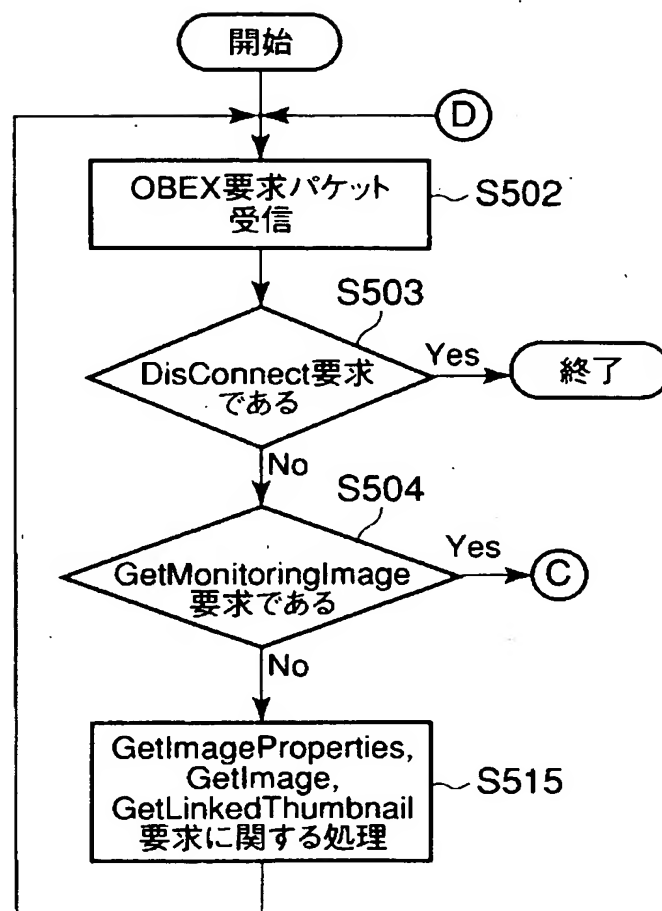 開始
D
OBEX要求パケット
受信
S502
S503
DisConnect要求
である
Yes
終了
No
S504
GetMonitoringImage
要求である
Yes
C
No
GetImageProperties,
GetImage,
GetLinkedThumbnail
要求に関する処理
S515